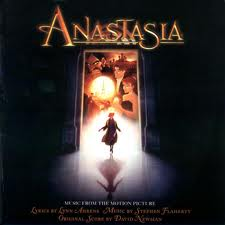 ANASTASIA
MUSIC FROM THE MOTION PICTURE
LYRICS BY LYNN AHRENS MUSIC BY STEPHEN FLAHERTY
ORIGINAL SCORE BY DAVID NEWMAN